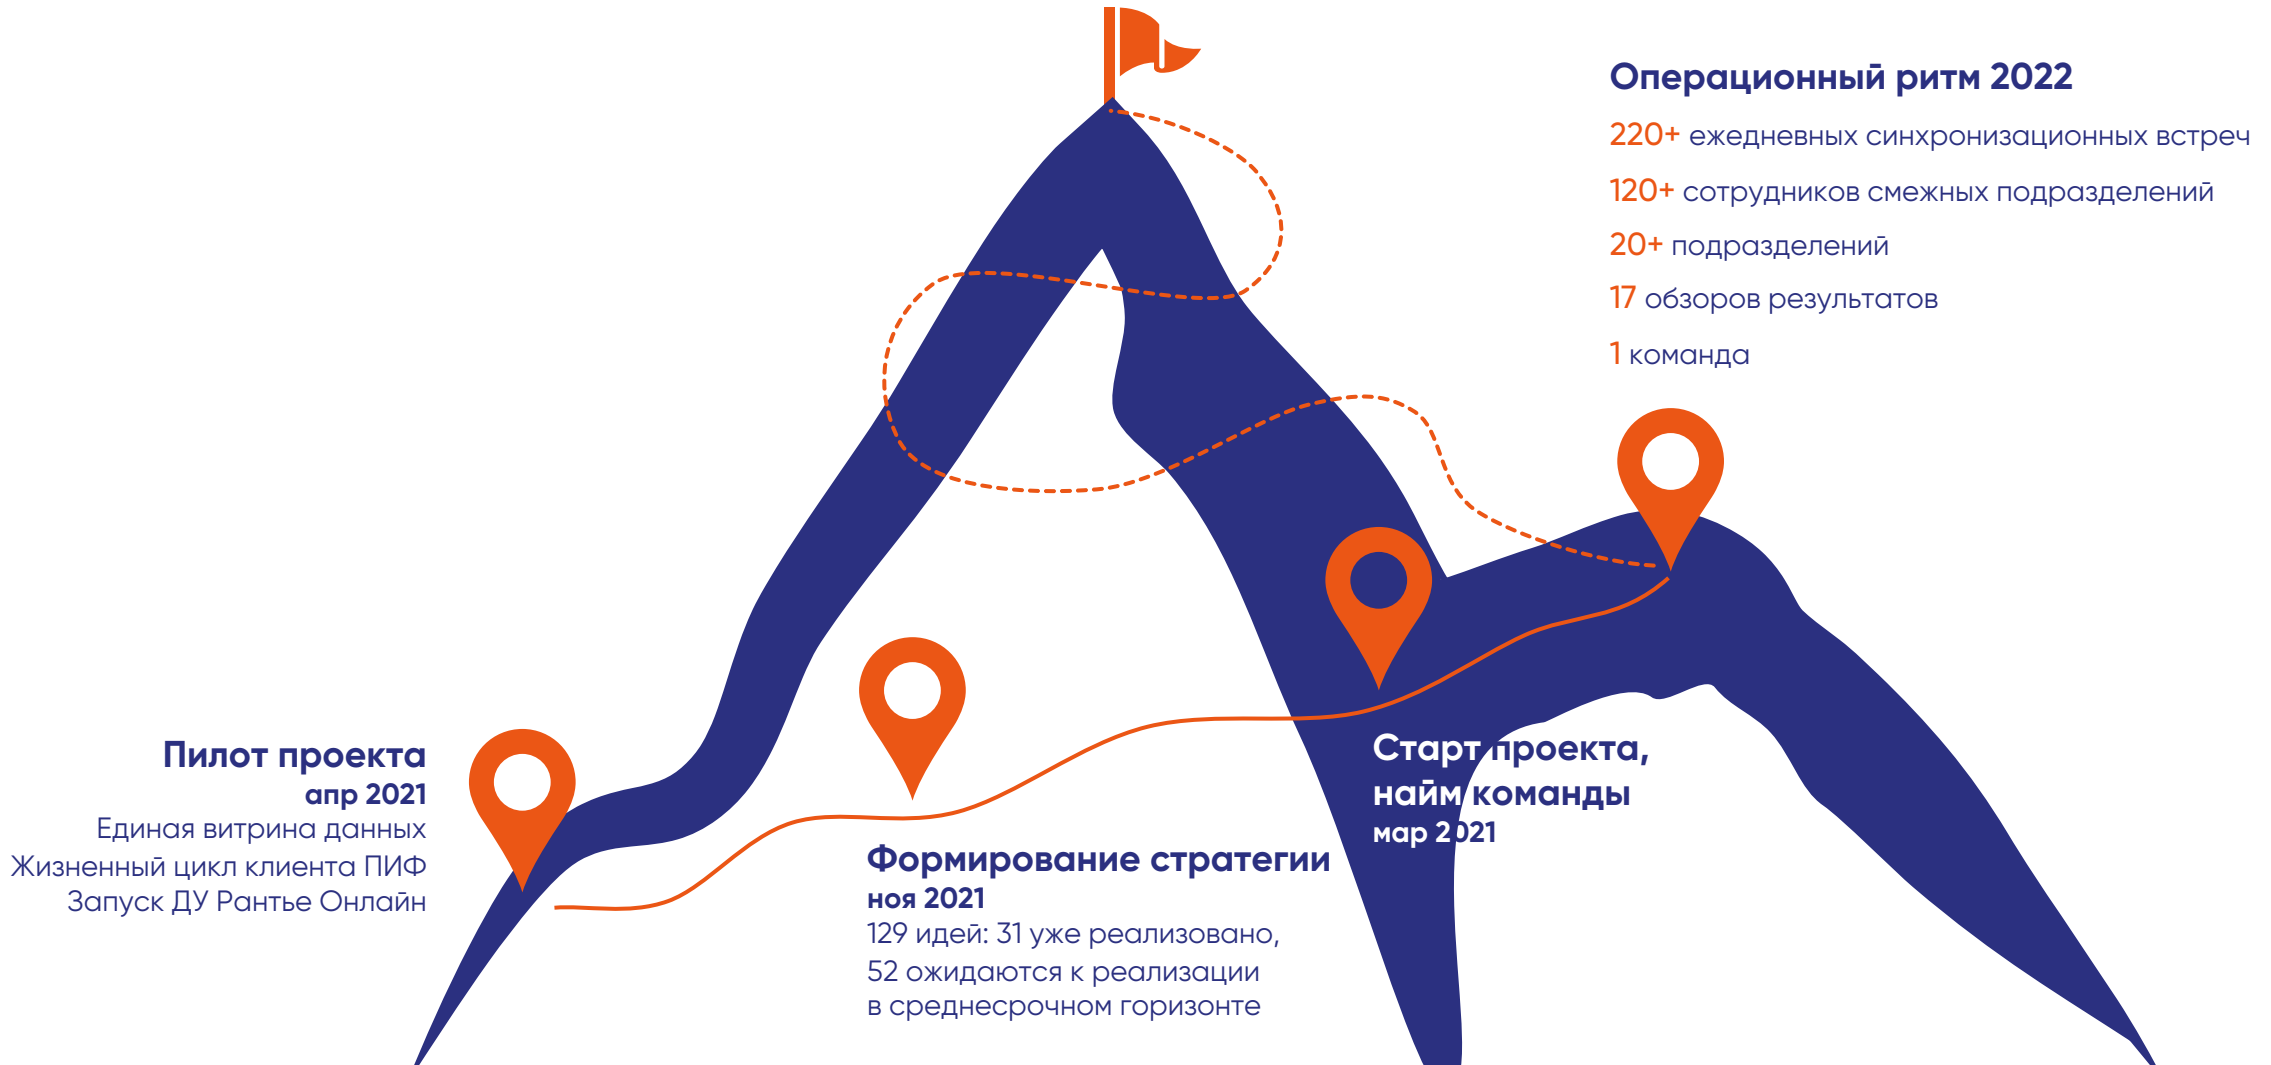 Операционный ритм 2022
220+ ежедневных синхронизационных встреч
120+ сотрудников смежных подразделений
20+ подразделений
17 обзоров результатов
1 команда
Пилот проекта
апр 2021
Единая витрина данных
Жизненный цикл клиента ПИФ
Запуск ДУ Рантье Онлайн
Формирование стратегии
ноя 2021
129 идей: 31 уже реализовано,
52 ожидаются к реализации
в среднесрочном горизонте
Старт проекта,
найм команды
мар 2021